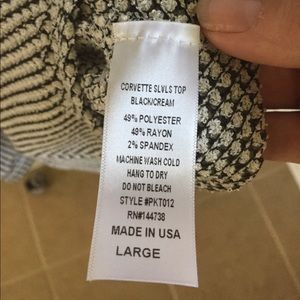 CORVETTE SLVLS TOP
BLACK/CREAM
49% POLYESTER
49% RAYON
2% SPANDEX
MACHINE WASH COLD
HANG TO DRY
DO NOT BLEACH
STYLE #PKT012
RN#144738
MADE IN USA
LARGE